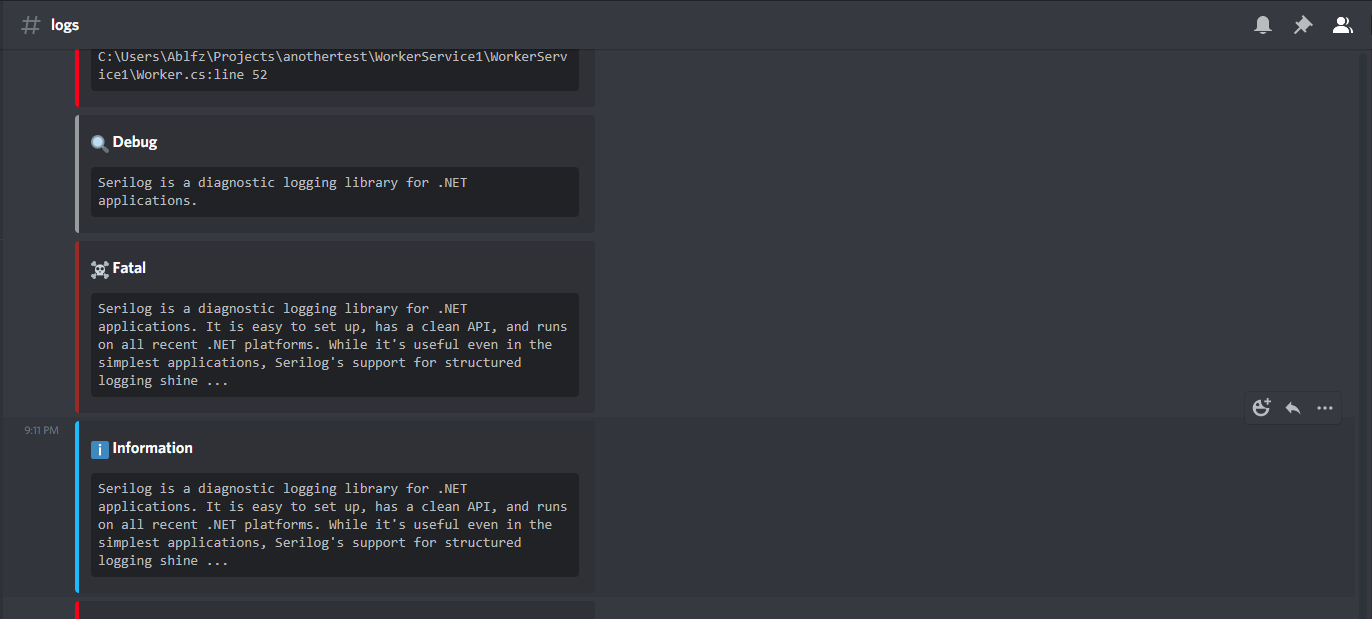 # logs
C:\Users\Ablfz\Projects\anothertest\WorkerService1\WorkerServ
ice1\Worker.cs:line 52
Debug
Serilog is a diagnostic logging library for .NET
applications.
Fatal
Serilog is a diagnostic logging library for .NET
applications. It is easy to set up, has a clean API, and runs
on all recent .NET platforms. While it's useful even in the
simplest applications, Serilog's support for structured
logging shine ...
9:11 PM
i Information
Serilog is a diagnostic logging library for .NET
applications. It is easy to set up, has a clean API, and runs
on all recent .NET platforms. While it's useful even in the
simplest applications, Serilog's support for structured
logging shine ...